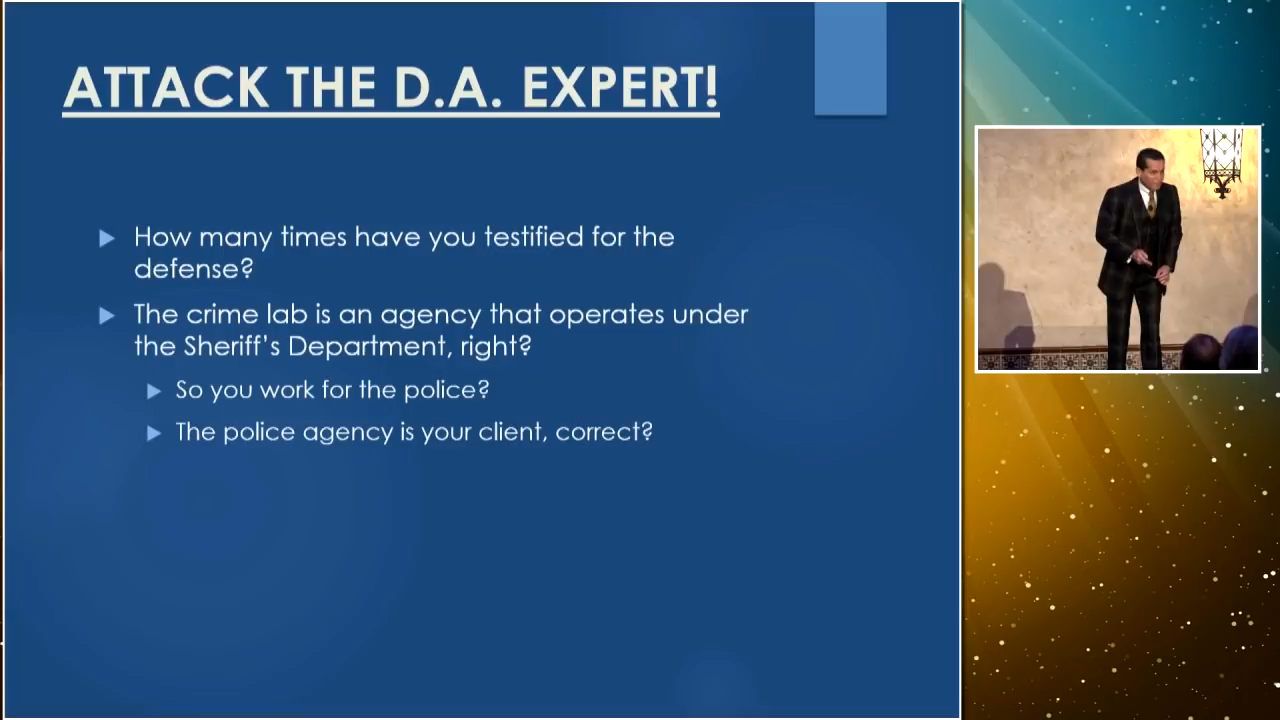 ATTACK THE D.A. EXPERT!
How many times have you testified for the
defense?
The crime lab is an agency that operates under
the Sheriff's Department, right?
So you work for the police?
The police agency is your client, correct?